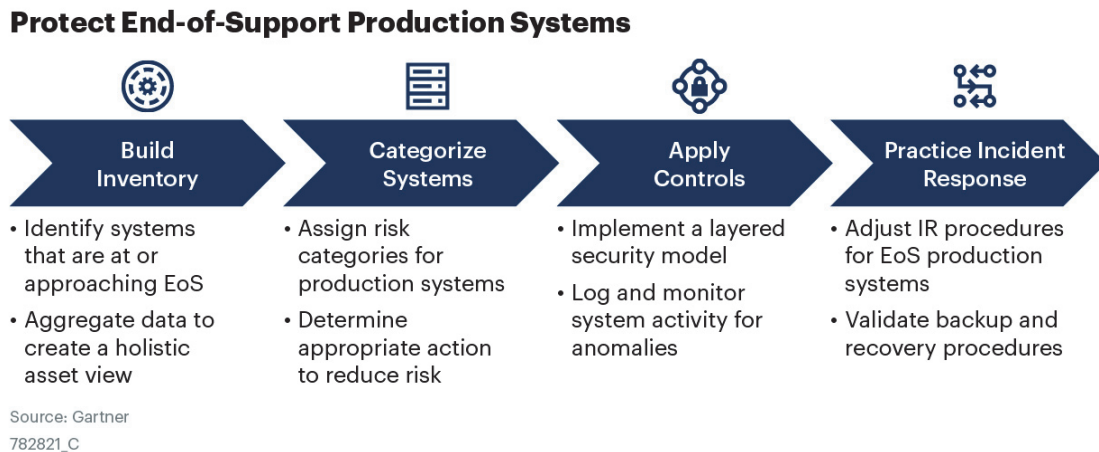 Protect End-of-Support Production Systems
Build
Inventory
Categorize
Systems
Apply
Controls
Practice Incident
Response
• Identify systems
that are at or
approaching EoS
• Aggregate data to
create a holistic
asset view
• Assign risk
categories for
production systems
• Determine
appropriate action
to reduce risk
• Implement a layered
security model
• Log and monitor
system activity for
anomalies
• Adjust IR procedures
for EoS production
systems
• Validate backup and
recovery procedures
Source: Gartner
782821_C